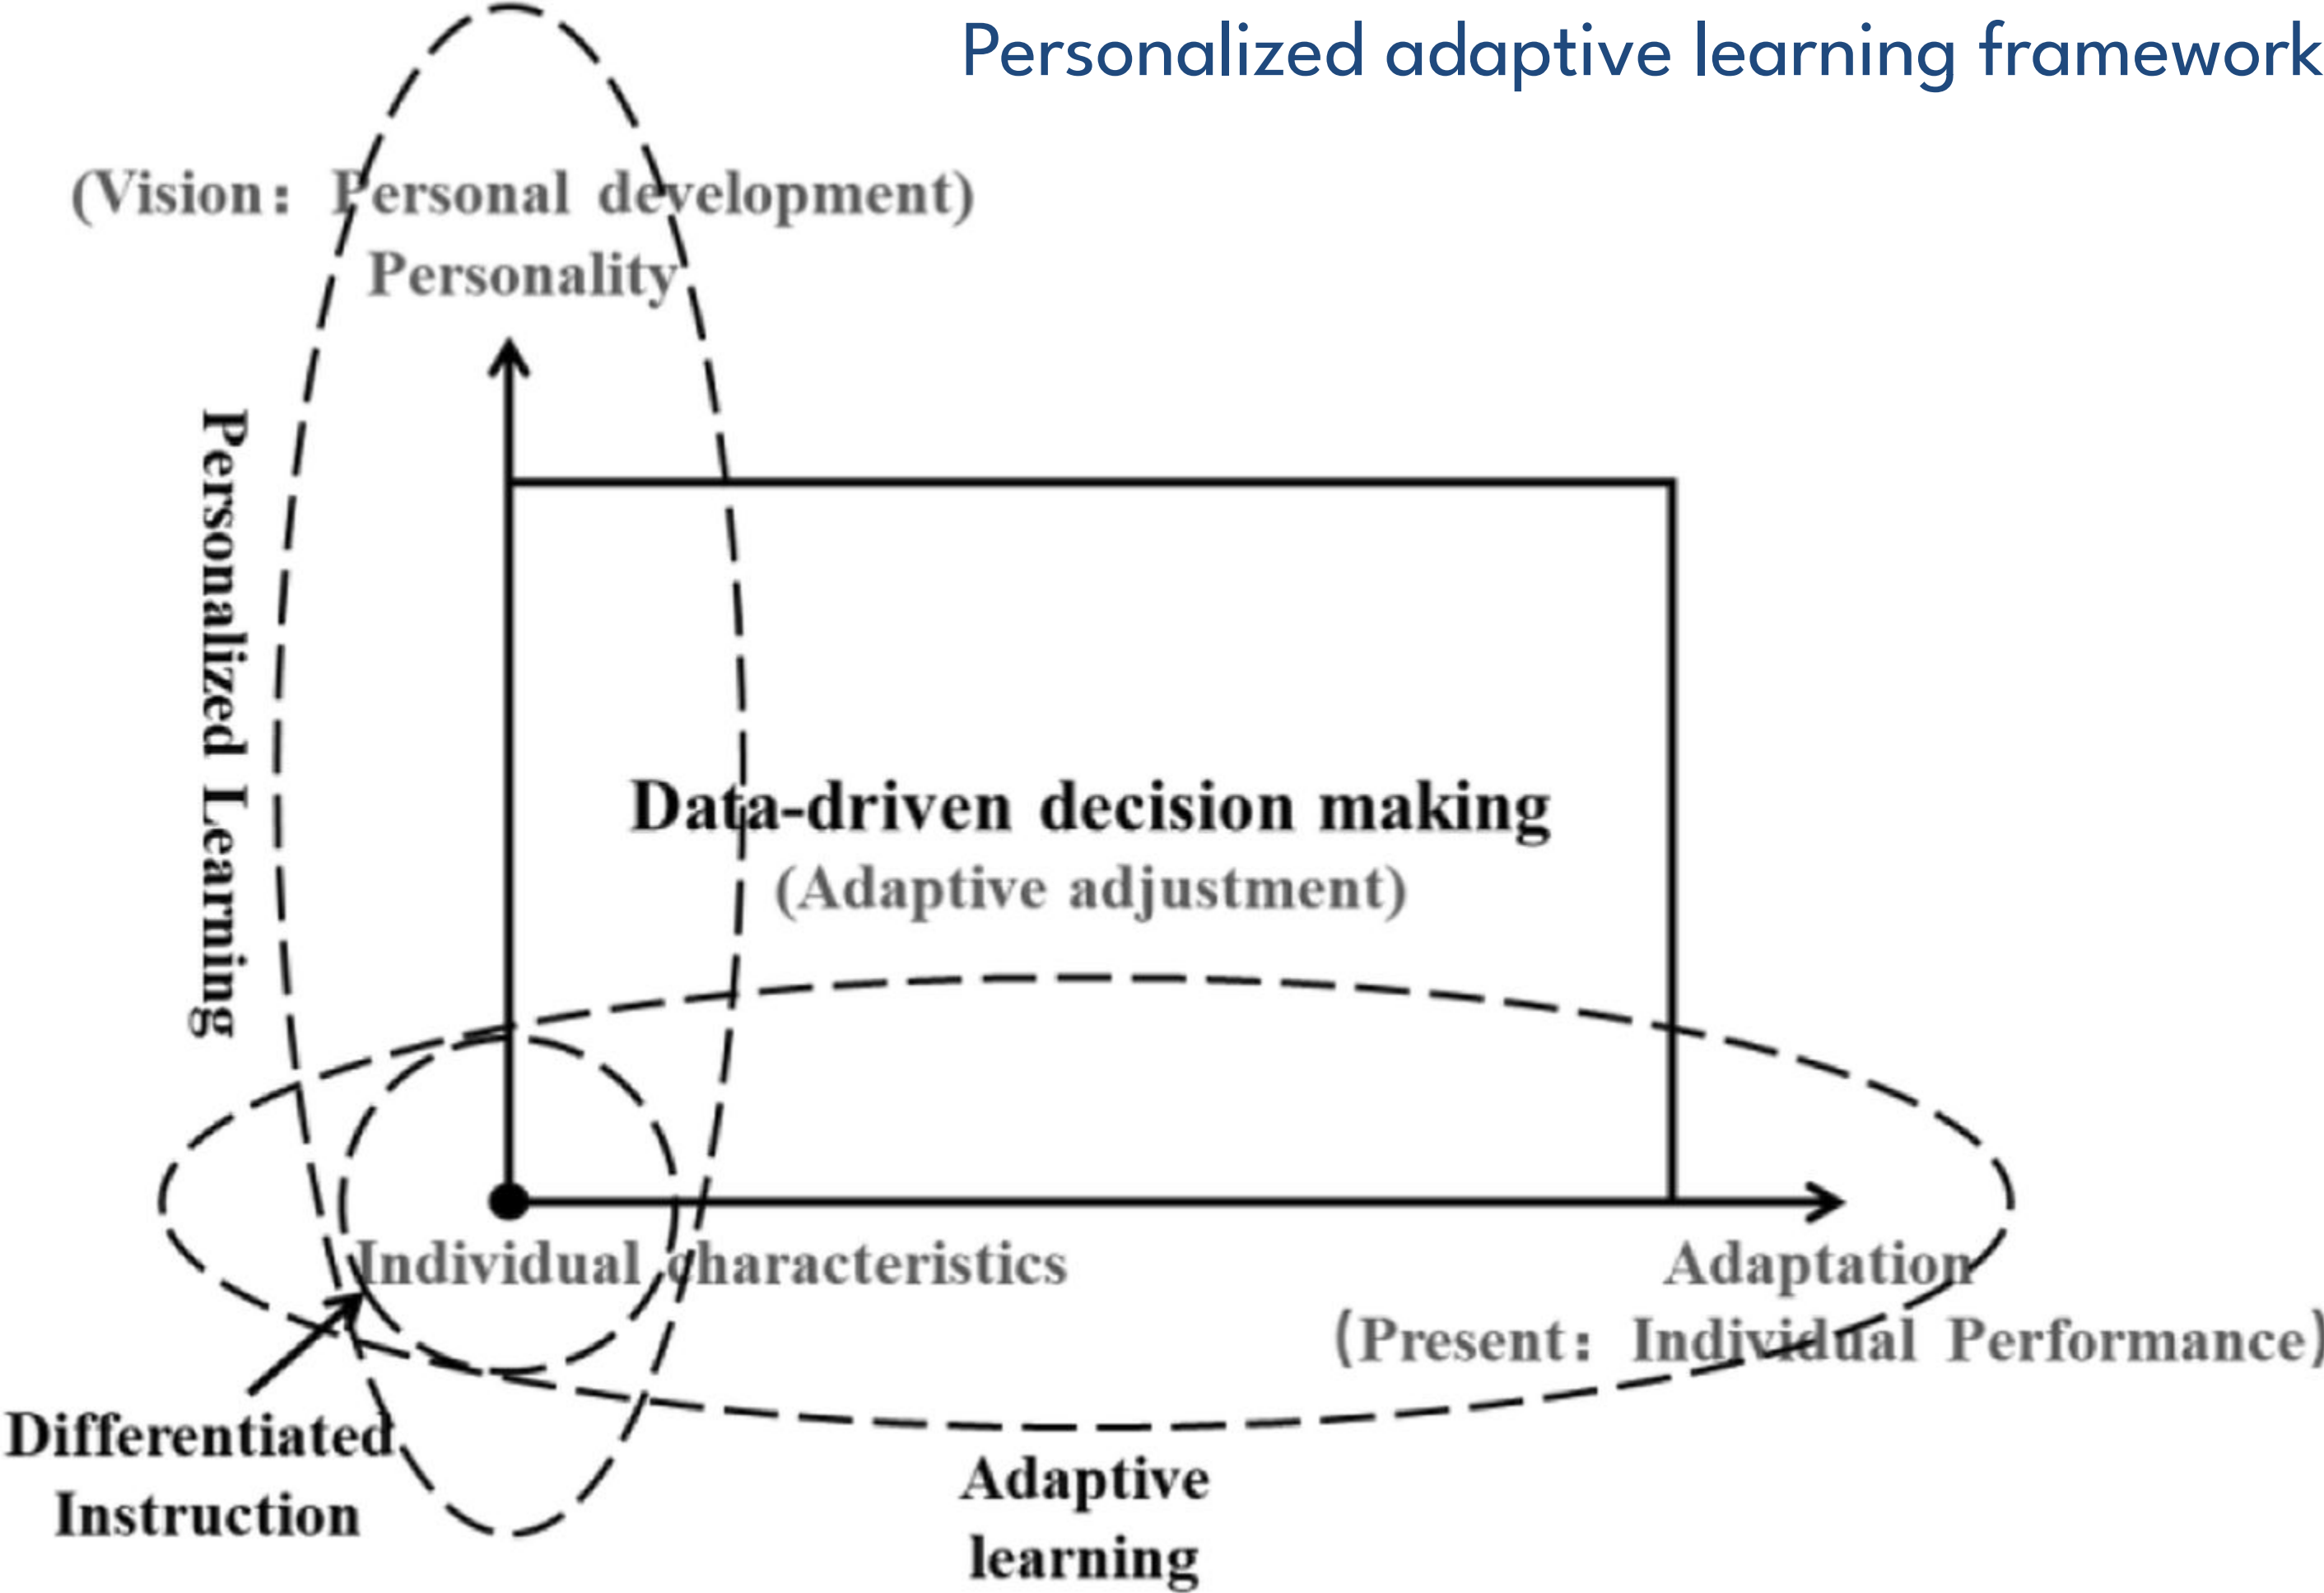 Personalized adaptive learning framework
(Vision: Personal development)
Personality
Personalized Learning
Data-driven decision making
(Adaptive adjustment)
Individual characteristics
Adaptation
(Present: Individual Performance)
Differentiated
Instruction
Adaptive
learning